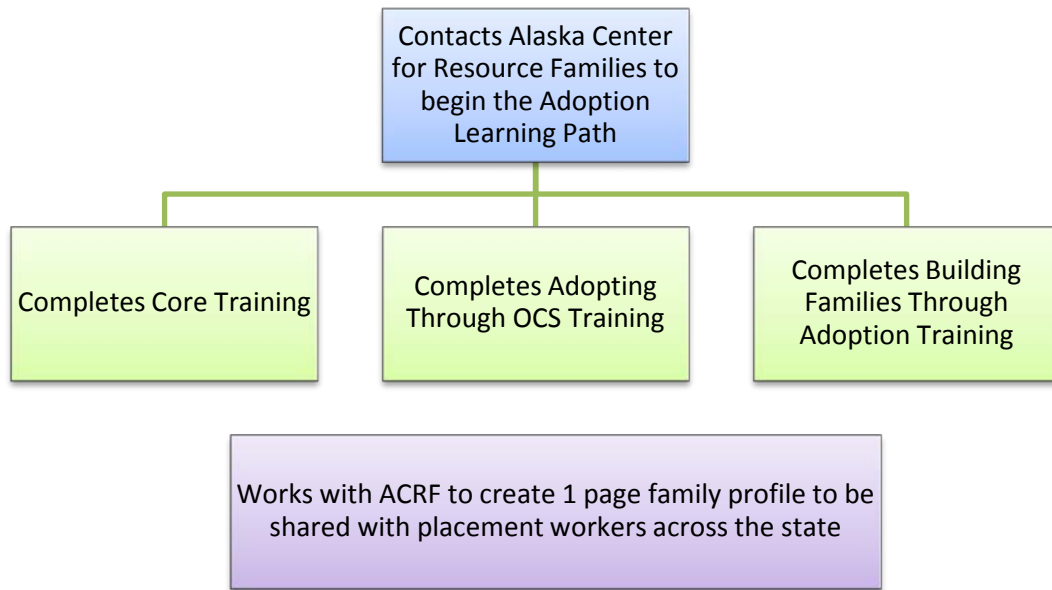 Contacts Alaska Center
for Resource Families to
begin the Adoption
Learning Path
Completes Core Training
Completes Adopting
Through OCS Training
Completes Building
Families Through
Adoption Training
Works with ACRF to create 1 page family profile to be
shared with placement workers across the state